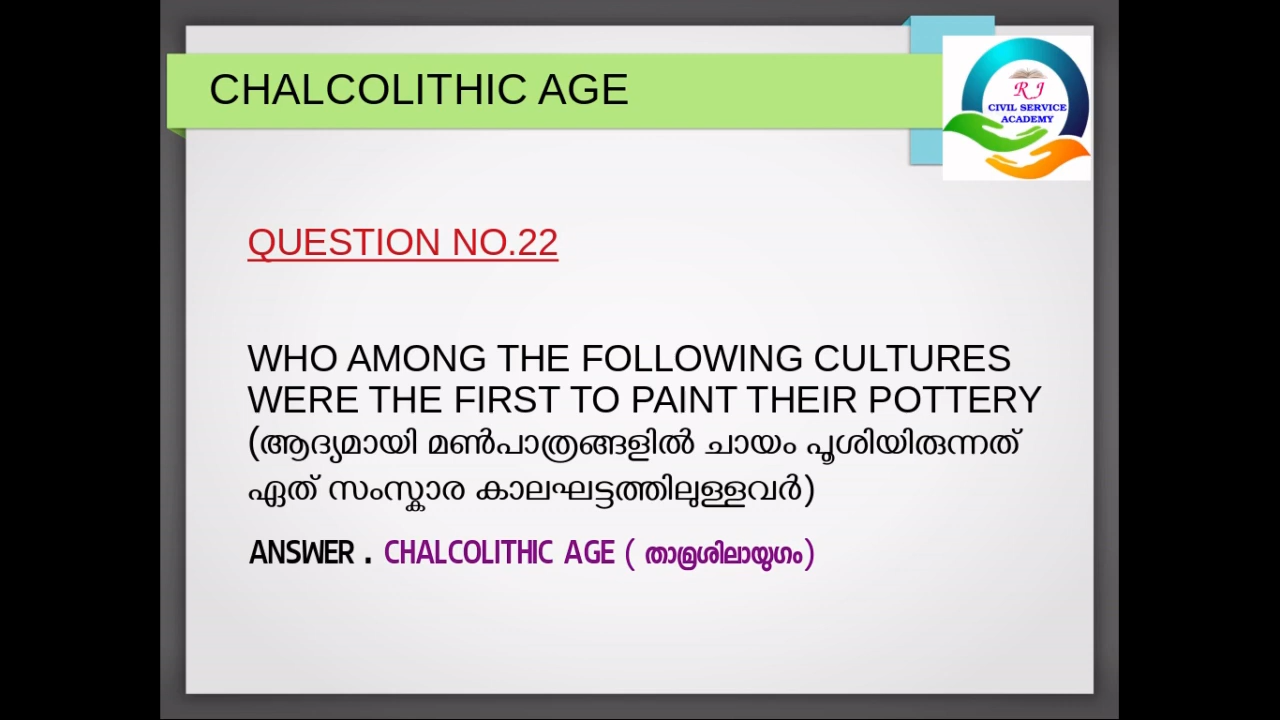 CHALCOLITHIC AGE
RJ
CIVIL SERVICE
ACADEMY
QUESTION NO.22
WHO AMONG THE FOLLOWING CULTURES
WERE THE FIRST TO PAINT THEIR POTTERY
(ആദ്യമായി മൺപാത്രങ്ങളിൽ ചായം പൂശിയിരുന്നത്
ഏത് സംസ്കാര കാലഘട്ടത്തിലുള്ളവർ)
ANSWER . CHALCOLITHIC AGE ( താമ്രശിലായുഗം)